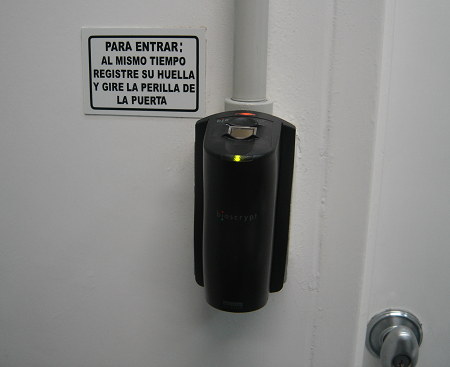 PARA ENTRAR:
AL MISMO TIEMPO
REGISTRE SU HUELLA
Y GIRE LA PERILLA DE
LA PUERTA